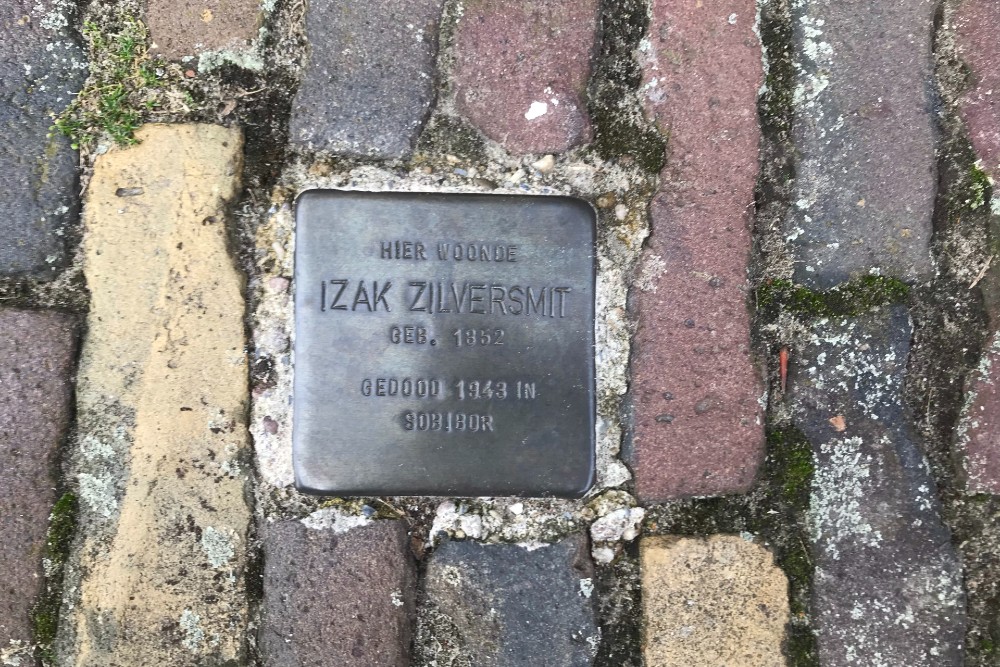 HIER WOONDE
IZAK ZILVERSMIT
GEB. 1852
GEDOOD 1943 IN
SOBIBOR